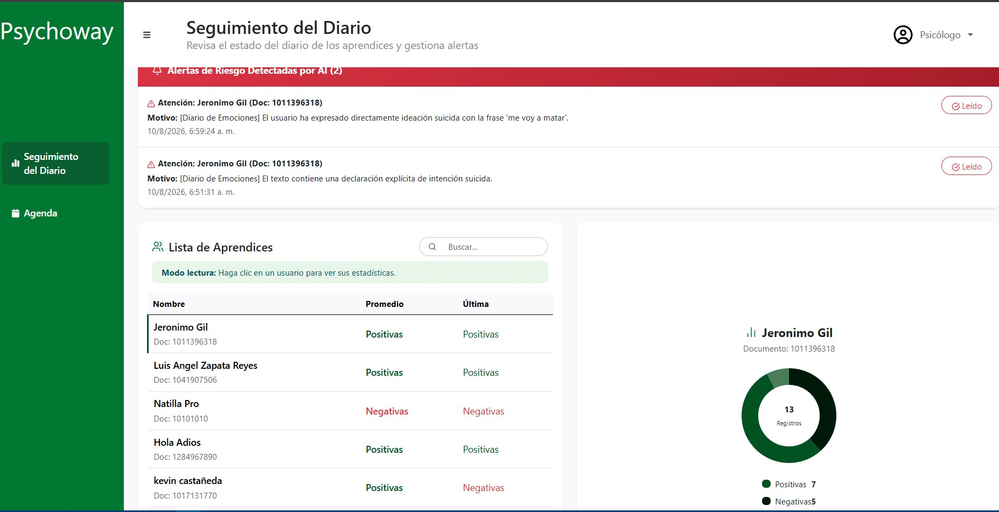 Psychoway
Seguimiento del Diario
Revisa el estado del diario de los aprendices y gestiona alertas
Psicólogo
Seguimiento
del Diario
Agenda
Alertas de Riesgo Detectadas por AI (2)
Atención: Jeronimo Gil (Doc: 1011396318)
Motivo: [Diario de Emociones] El usuario ha expresado directamente ideación suicida con la frase 'me voy a matar'.
10/8/2026, 6:59:24 a. m.
Leído
Atención: Jeronimo Gil (Doc: 1011396318)
Motivo: [Diario de Emociones] El texto contiene una declaración explícita de intención suicida.
10/8/2026, 6:51:31 a. m.
Leído
Lista de Aprendices
Buscar...
Modo lectura: Haga clic en un usuario para ver sus estadísticas.
Nombre Promedio Última
Jeronimo Gil
Doc: 1011396318
Positivas Positivas
Luis Angel Zapata Reyes
Doc: 1041907506
Positivas Positivas
Natilla Pro
Doc: 10101010
Negativas Negativas
Hola Adios
Doc: 1284967890
Positivas Positivas
kevin castañeda
Doc: 1017131770
Positivas Negativas
Jeronimo Gil
Documento: 1011396318
13
Registros
Positivas 7
Negativas5